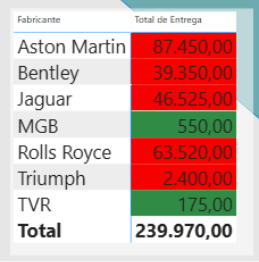 Fabricante Total de Entrega
Aston Martin 87.450,00
Bentley 39.350,00
Jaguar 46.525,00
MGB 550,00
Rolls Royce 63.520,00
Triumph 2.400,00
TVR 175,00
Total 239.970,00